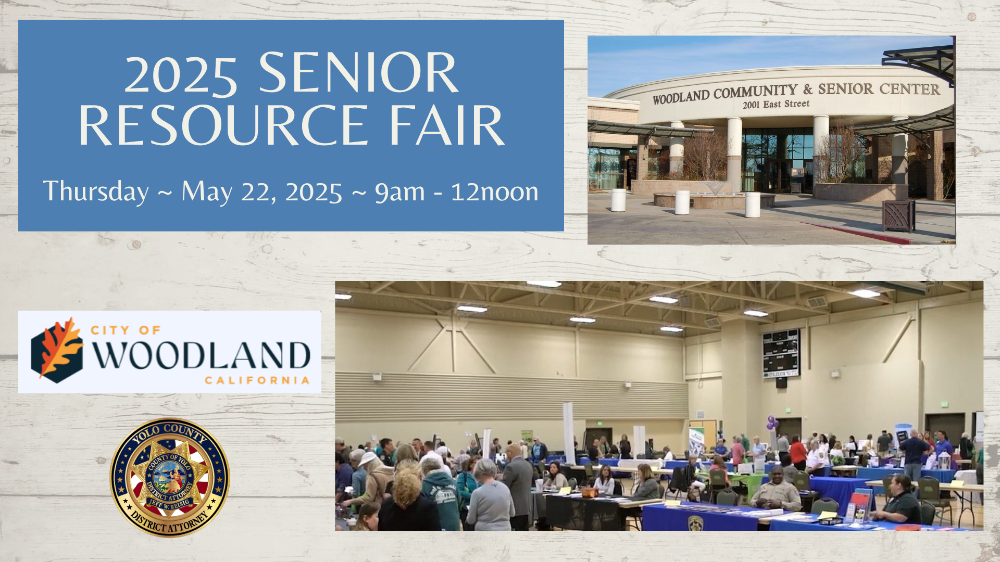 2025 SENIOR
RESOURCE FAIR
Thursday ~ May 22, 2025 ~ 9am - 12noon
WOODLAND COMMUNITY & SENIOR CENTER
2001 East Street
CITY OF
WOODLAND
CALIFORNIA
YOLO COUNTY
COUNTY OF YOLO
DISTRICT ATTORNEY
JEFF W. REISIG
DISTRICT ATTORNEY